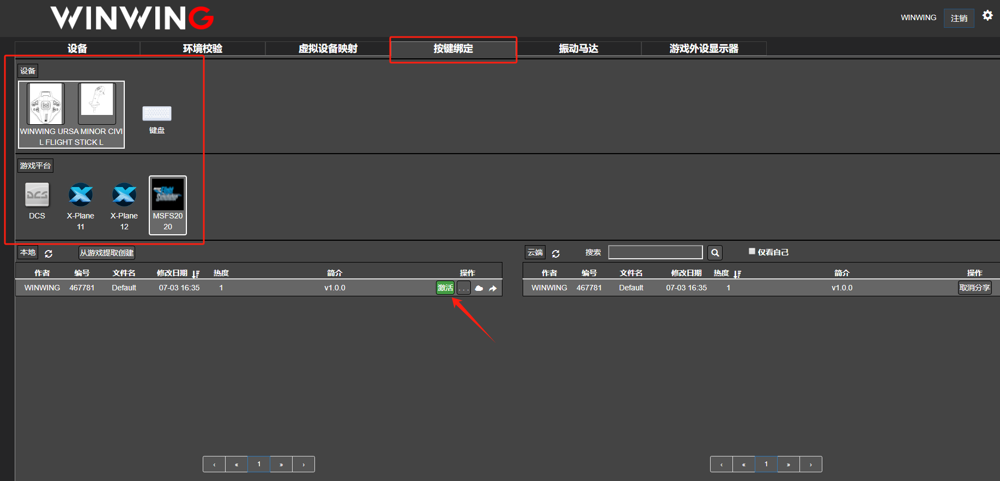 WINWING
WINWING 注销
设备 环境校验 虚拟设备映射 按键绑定 振动马达 游戏外设显示器
设备
WINWING URSA MINOR CIVI
L FLIGHT STICK L
键盘
游戏平台
DCS
DCS
X-Plane
11
X-Plane
12
Flight
Simulator
MSFS20
20
本地 从游戏提取创建
作者 编号 文件名 修改日期 热度 简介 操作
WINWING 467781 Default 07-03 16:35 1 v1.0.0 激活 ...
‹ « 1 » ›
云端 搜索 仅看自己
作者 编号 文件名 修改日期 热度 简介 操作
WINWING 467781 Default 07-03 16:35 1 v1.0.0 取消分享
‹ « 1 » ›